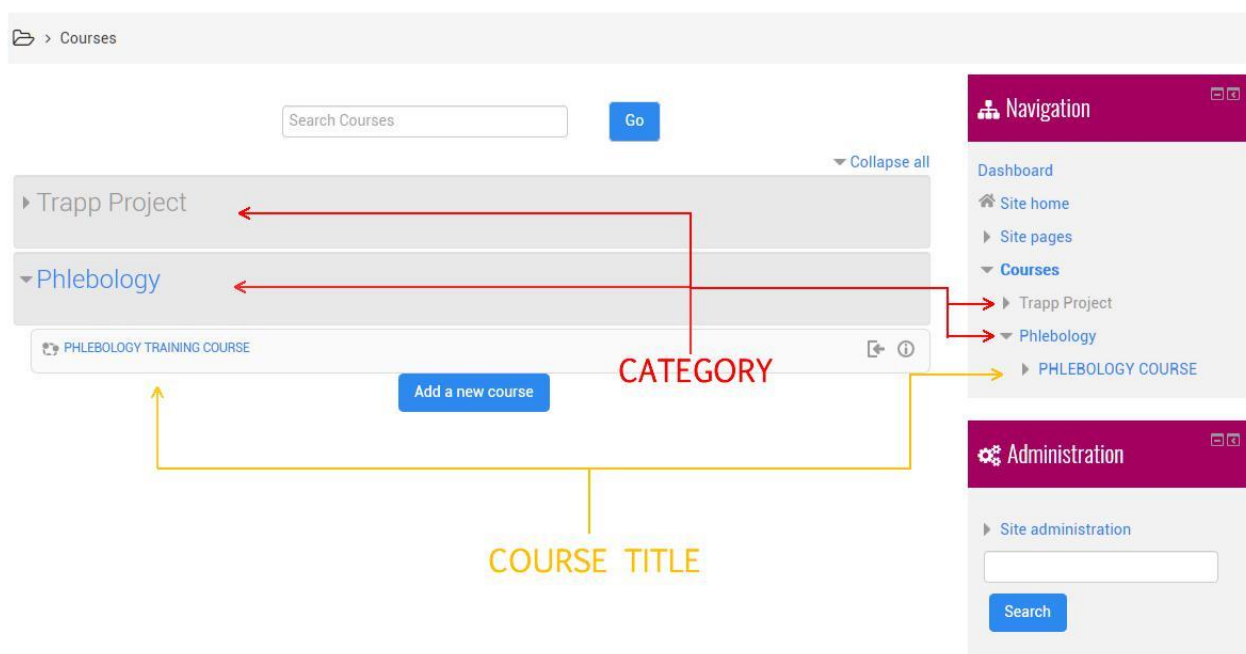 > Courses
Search Courses
Go
Collapse all
Trapp Project
Phlebology
PHLEBOLOGY TRAINING COURSE
Add a new course
CATEGORY
COURSE TITLE
Navigation
Dashboard
Site home
Site pages
Courses
Trapp Project
Phlebology
PHLEBOLOGY COURSE
Administration
Site administration
Search